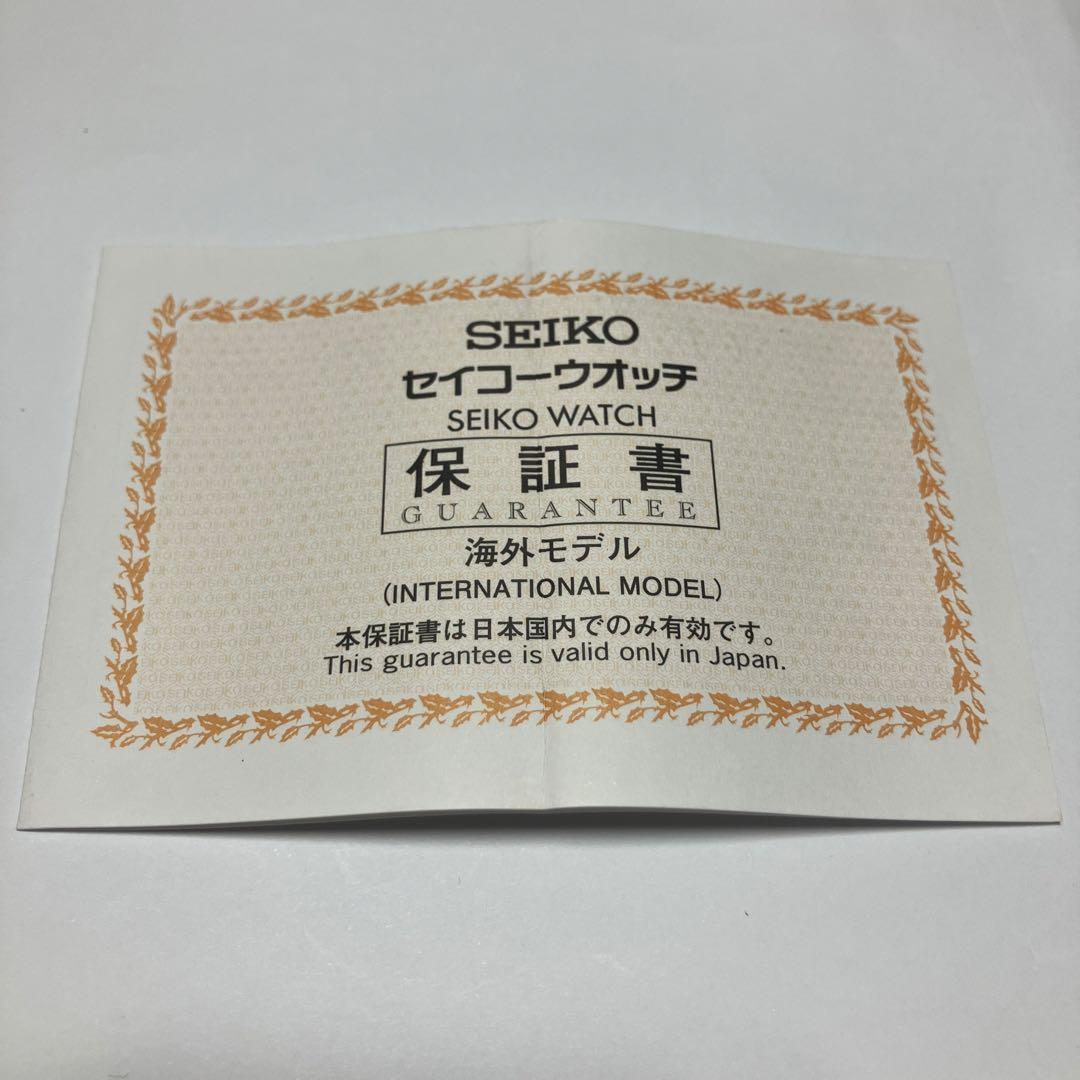 SEIKO
セイコーウオッチ
SEIKO WATCH
保証書
GUARANTEE
海外モデル
(INTERNATIONAL MODEL)
本保証書は日本国内でのみ有効です。
This guarantee is valid only in Japan.